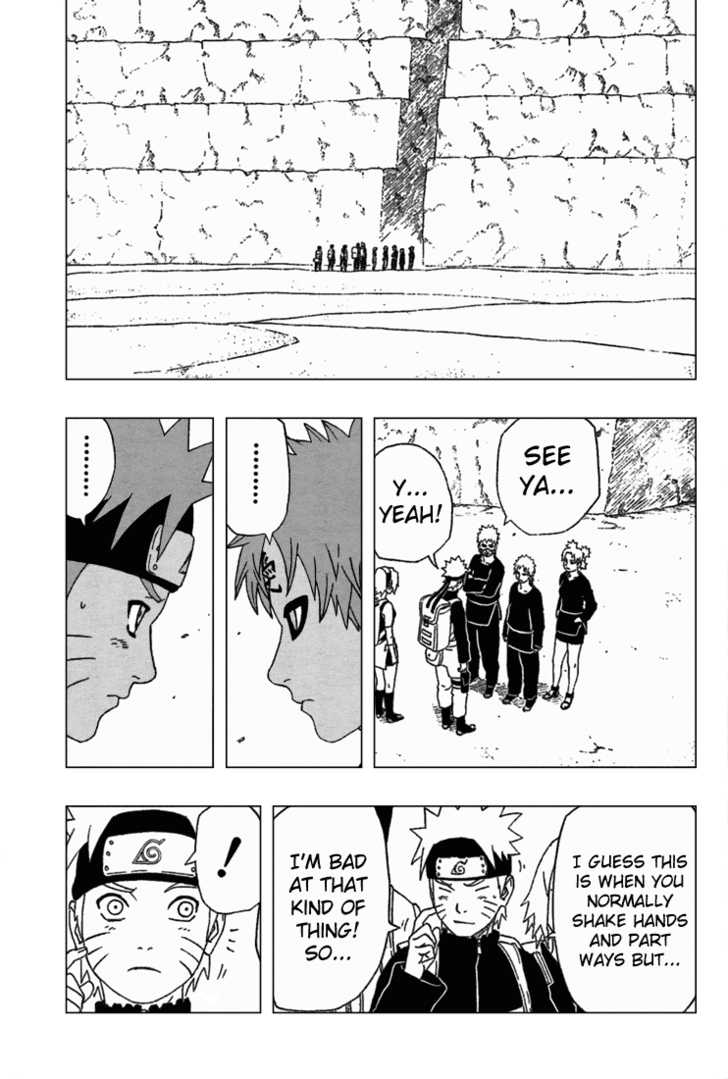 SEE
YA...
Y...
YEAH!
.........
........
I GUESS THIS
IS WHEN YOU
NORMALLY
SHAKE HANDS
AND PART
WAYS BUT...
I'M BAD
AT THAT
KIND OF
THING!
SO...
!